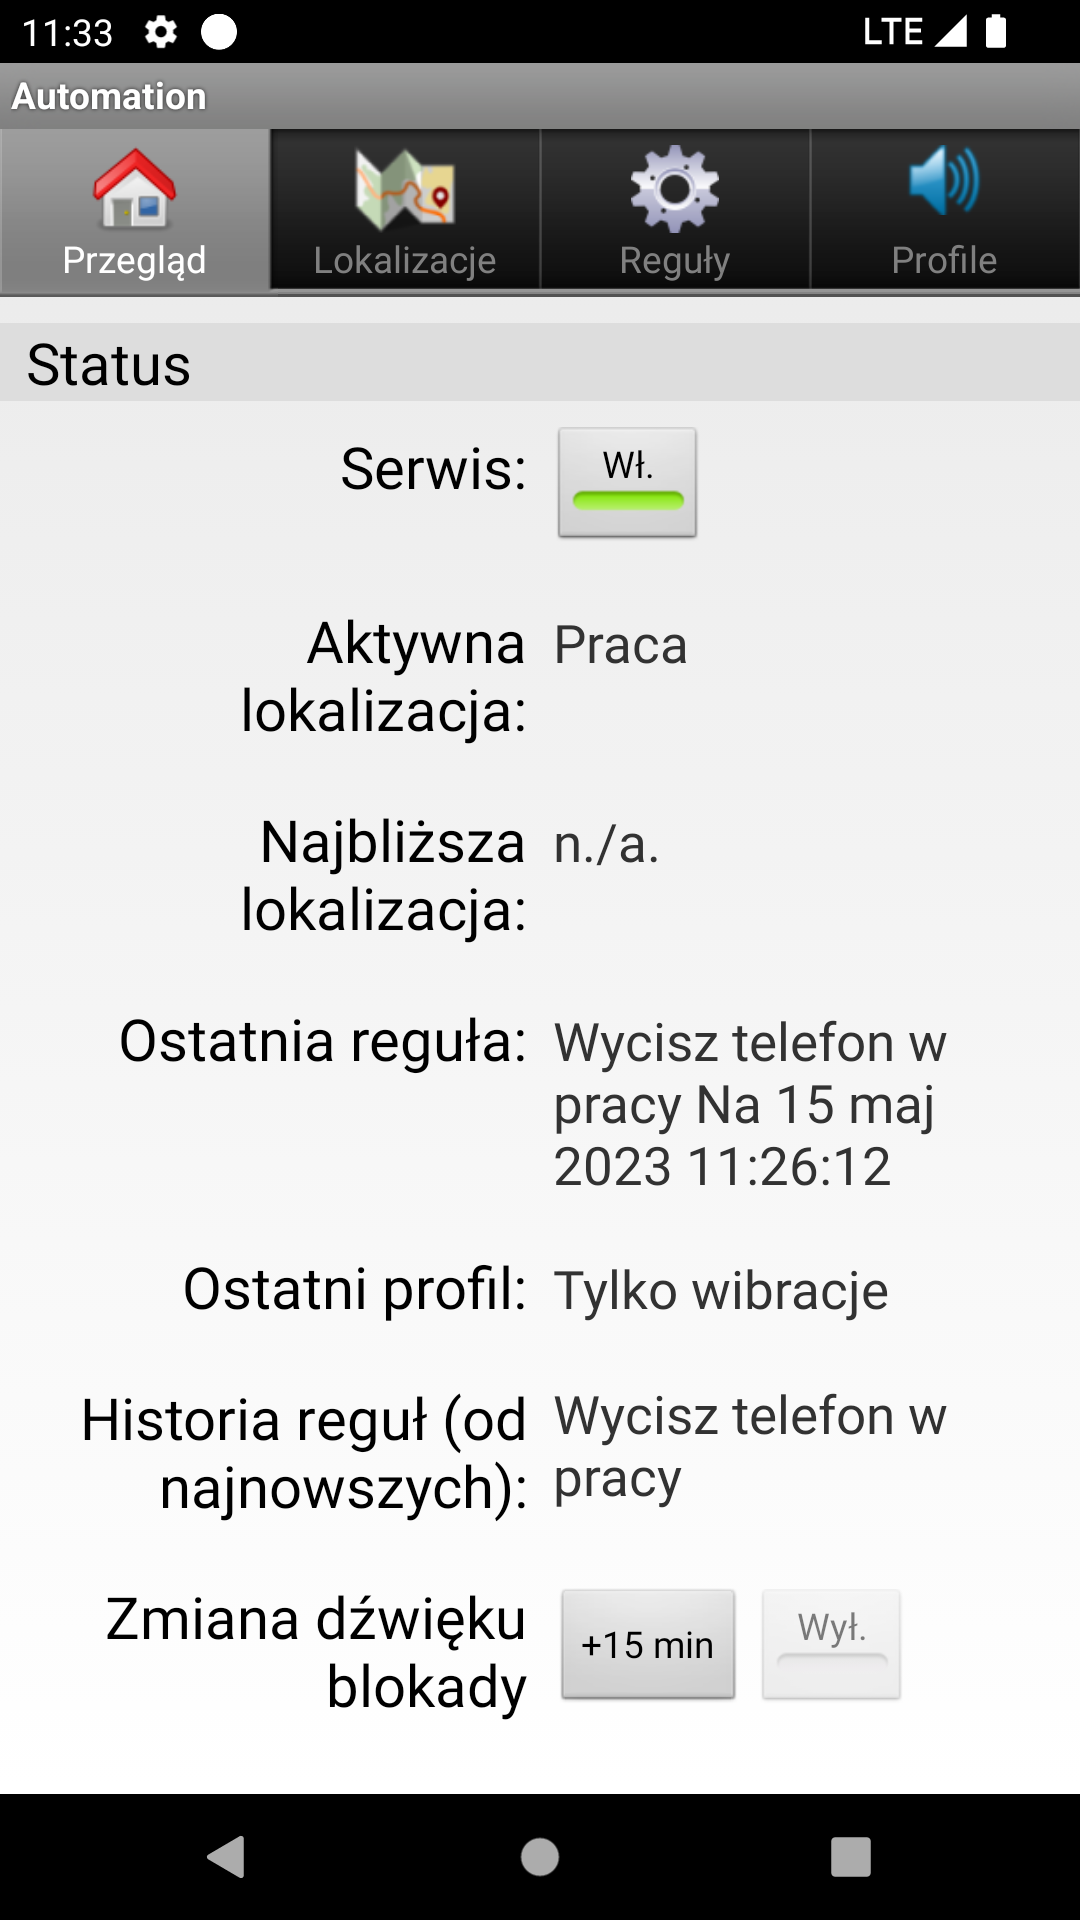 11:33
LTE
Automation
Przegląd
Lokalizacje
Reguły
Profile
Status
Serwis:
Wł.
Aktywna
lokalizacja:
Praca
Najbliższa
lokalizacja:
n./a.
Ostatnia reguła:
Wycisz telefon w
pracy Na 15 maj
2023 11:26:12
Ostatni profil:
Tylko wibracje
Historia reguł (od
najnowszych):
Wycisz telefon w
pracy
Zmiana dźwięku
blokady
+15 min
Wył.